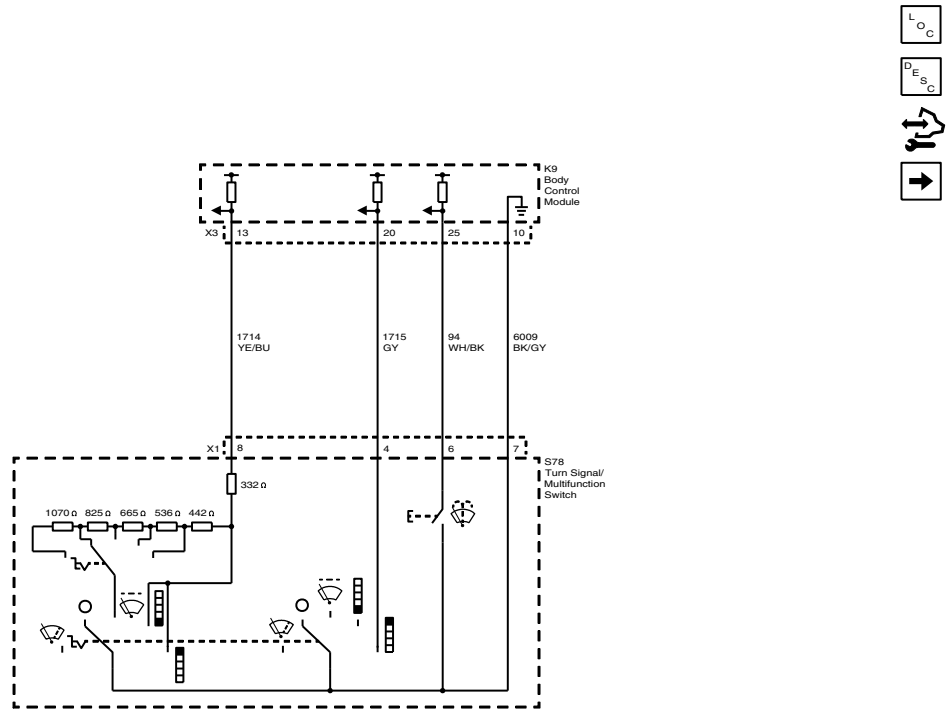 L
O
C
D
E
S
C
K9
Body
Control
Module
X3 13 20 25 10
1714
YE/BU
1715
GY
94
WH/BK
6009
BK/GY
X1 8 4 6 7
S78
Turn Signal/
Multifunction
Switch
332 Ω
1070 Ω 825 Ω 665 Ω 536 Ω 442 Ω